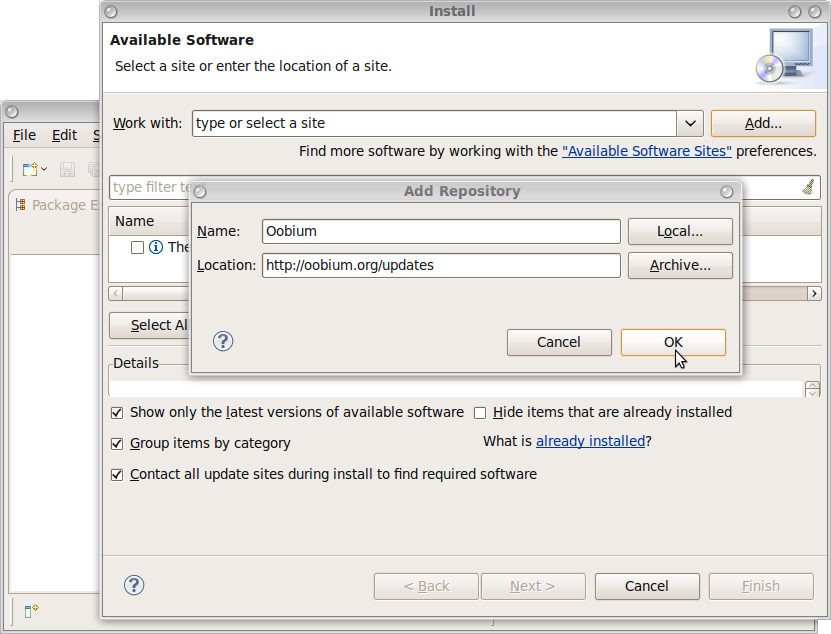 Install
Available Software
Select a site or enter the location of a site.
File Edit S
Work with: type or select a site Add...
Find more software by working with the "Available Software Sites" preferences.
type filter te
Package E
Add Repository
Name
The
Name: Oobium Local...
Location: http://oobium.org/updates Archive...
Select Al
? Cancel OK
Details
Show only the latest versions of available software Hide items that are already installed
Group items by category What is already installed?
Contact all update sites during install to find required software
? < Back Next > Cancel Finish